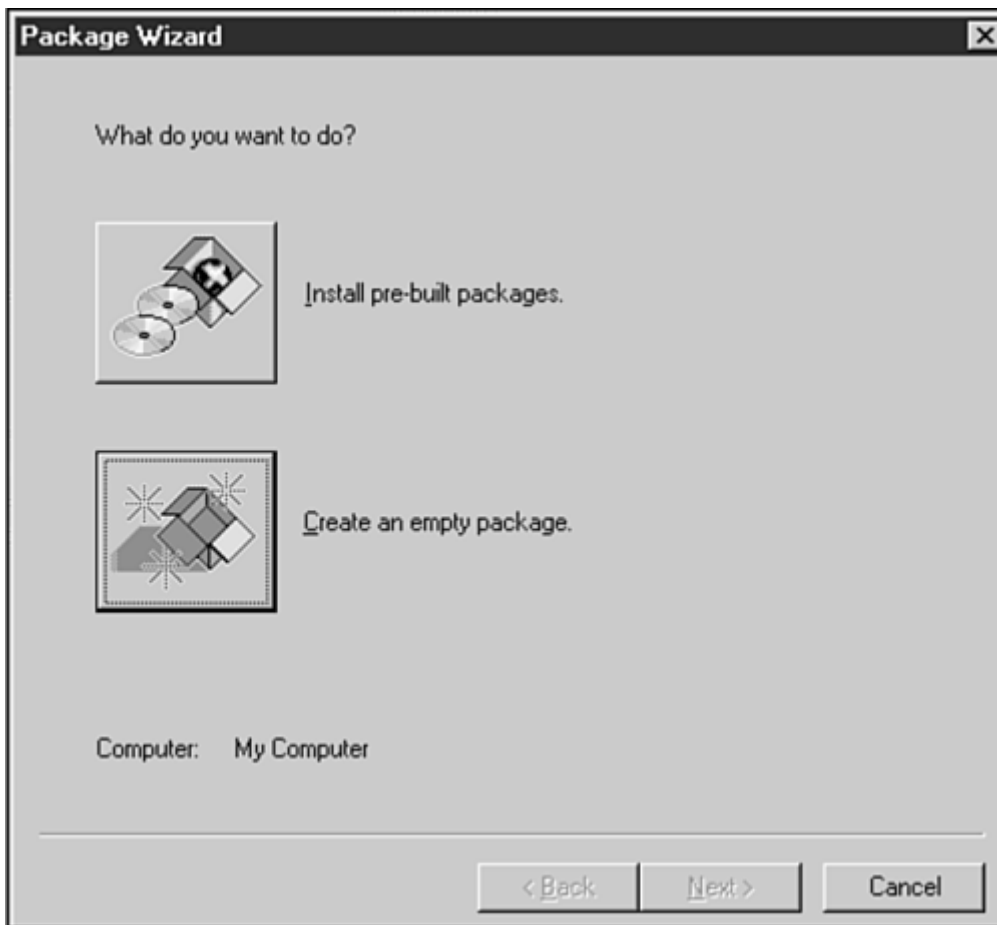 Package Wizard
What do you want to do?
Install pre-built packages.
Create an empty package.
Computer: My Computer
< Back Next > Cancel